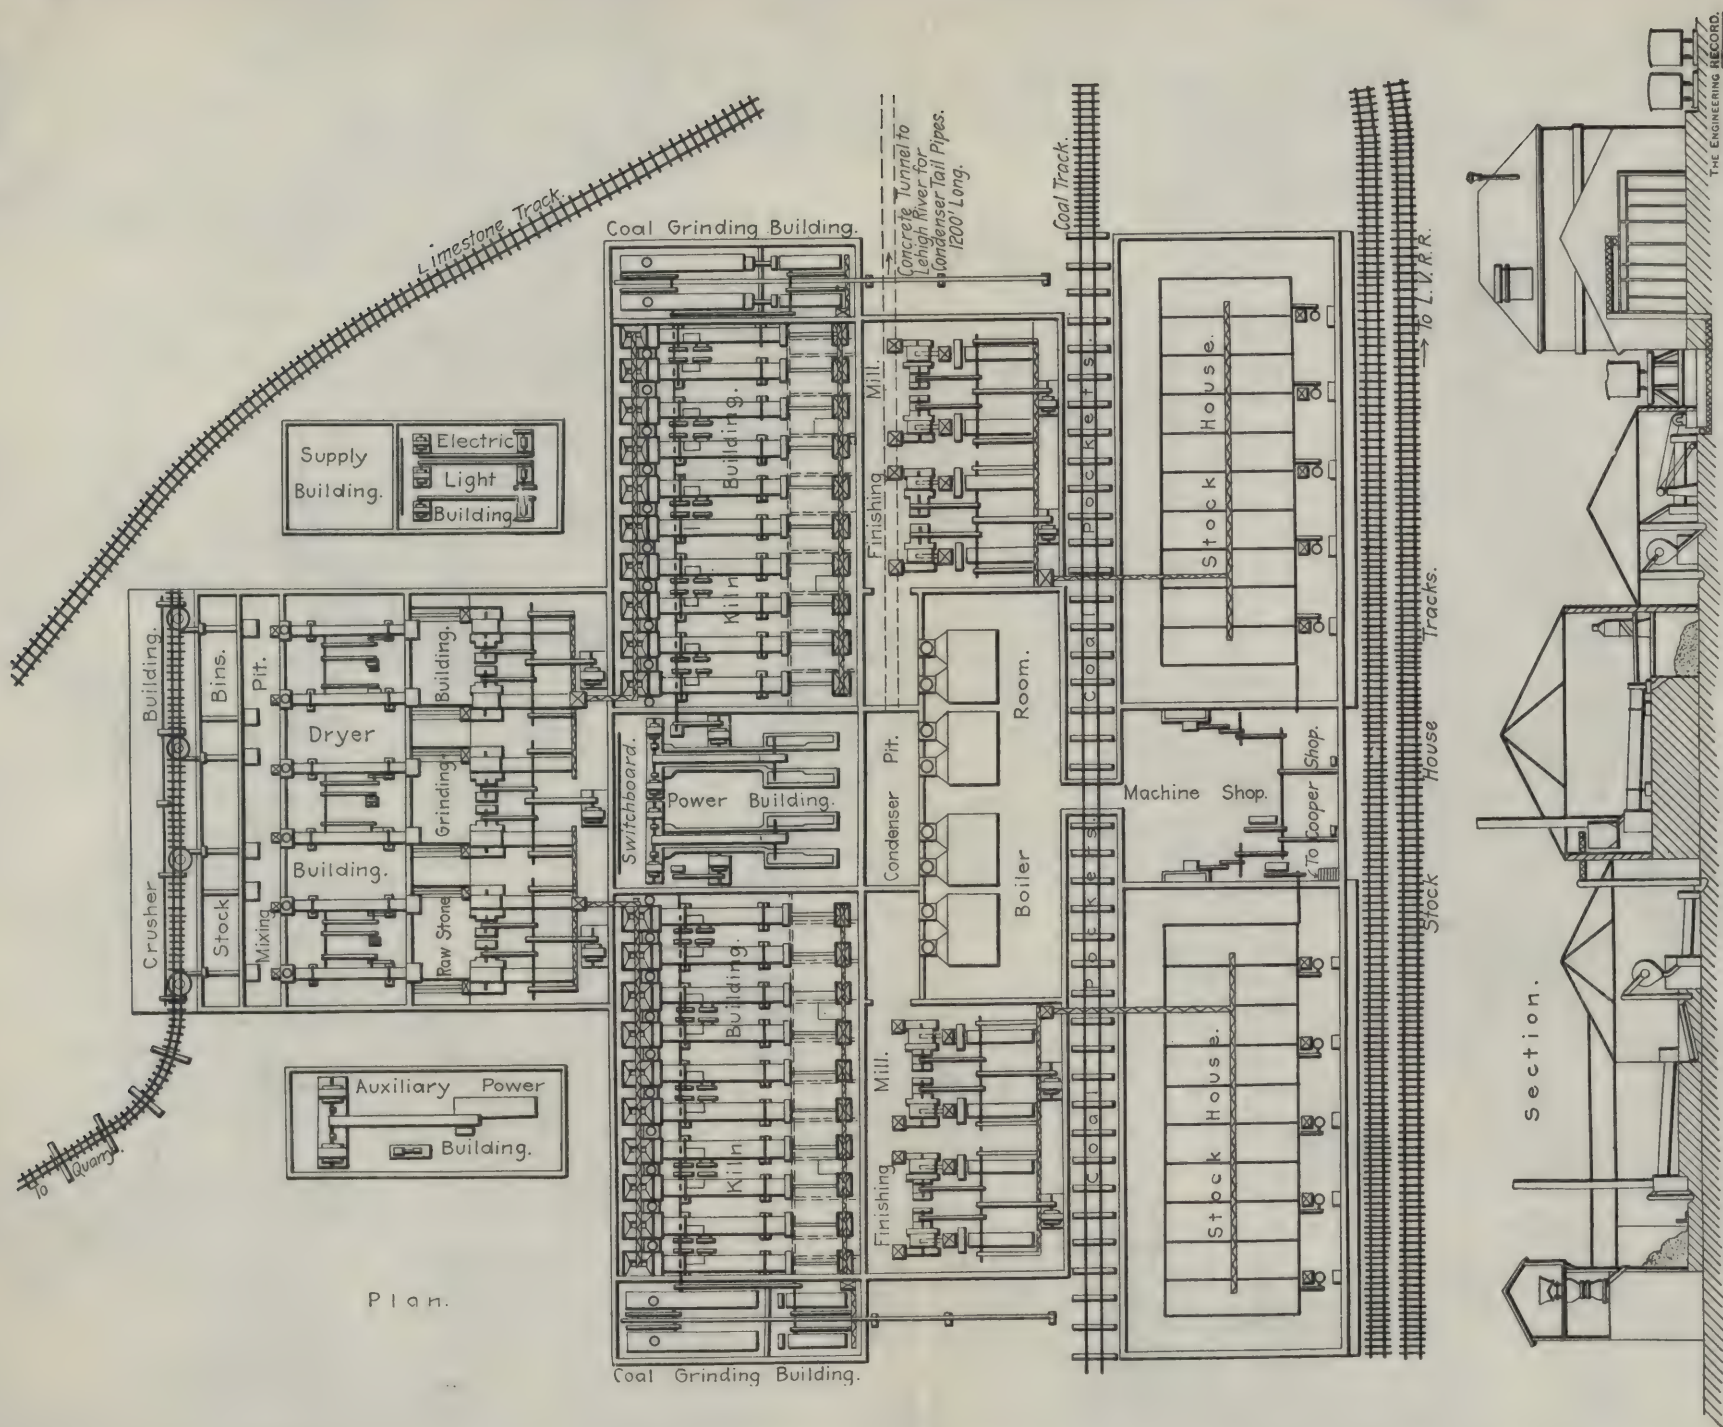 Limestone Track.
Coal Grinding Building.
Concrete Tunnel to
Lehigh River for
Condenser Tail Pipes.
1200' Long.
Coal Track.
→ To L.V.R.R.
THE ENGINEERING RECORD.
Supply
Building.
Electric
Light
Building
Kiln Building.
Finishing Mill.
Coal Pockets.
Stock House.
Crusher Building.
Stock Bins.
Mixing Pit.
Dryer
Building.
Raw Stone Grinding Building.
Switchboard.
Power Building.
Condenser Pit.
Boiler Room.
Machine Shop.
To Cooper Shop.
Stock House Tracks.
Kiln Building.
Finishing Mill.
Coal Pockets.
Stock House.
To Quarry.
Auxiliary Power
Building.
Plan.
Coal Grinding Building.
Section.